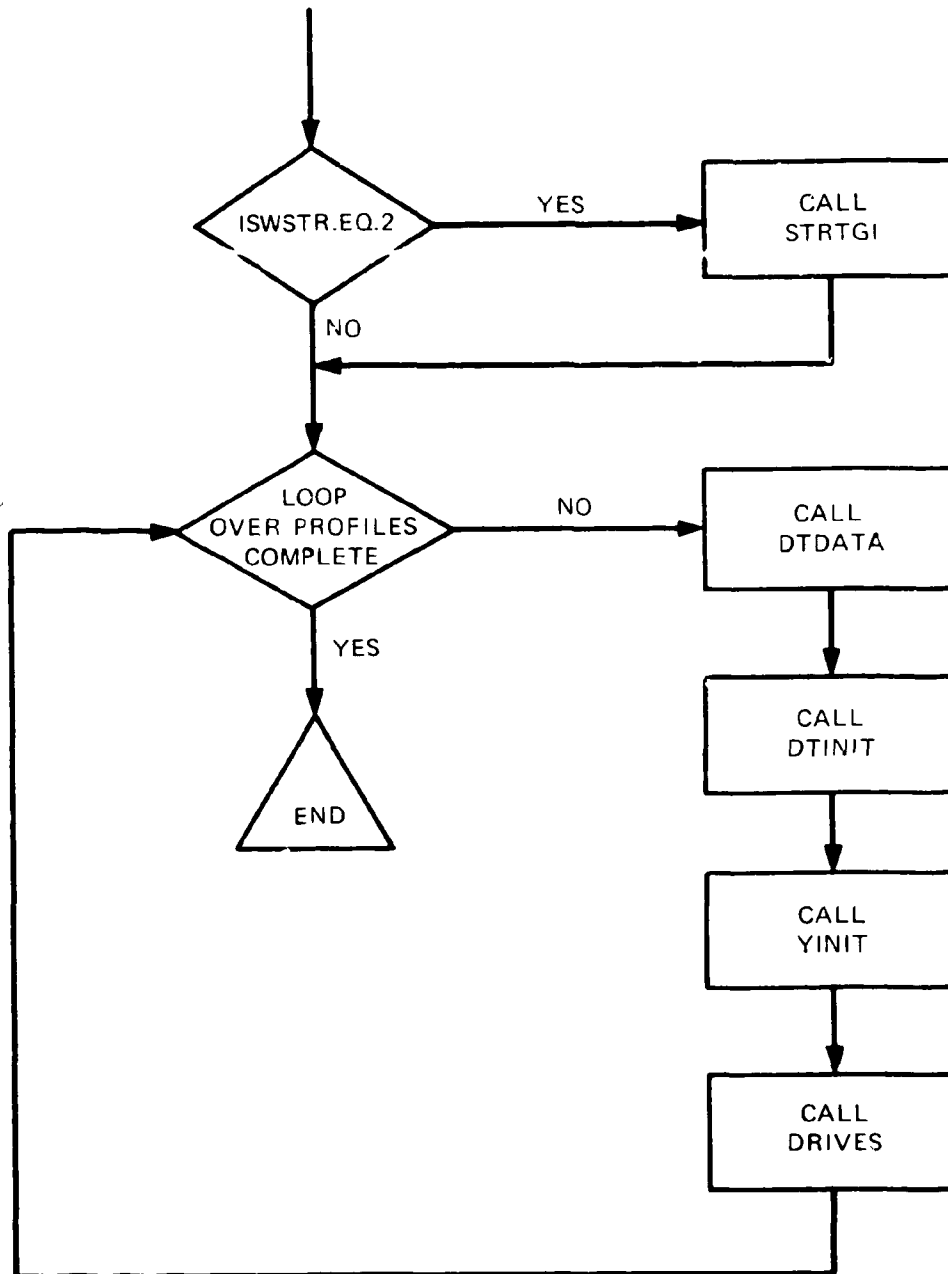 ISWSTR.EQ.2
YES
CALL
STRTGI
NO
LOOP
OVER PROFILES
COMPLETE
NO
CALL
DTDATA
YES
CALL
DTINIT
END
CALL
YINIT
CALL
DRIVES